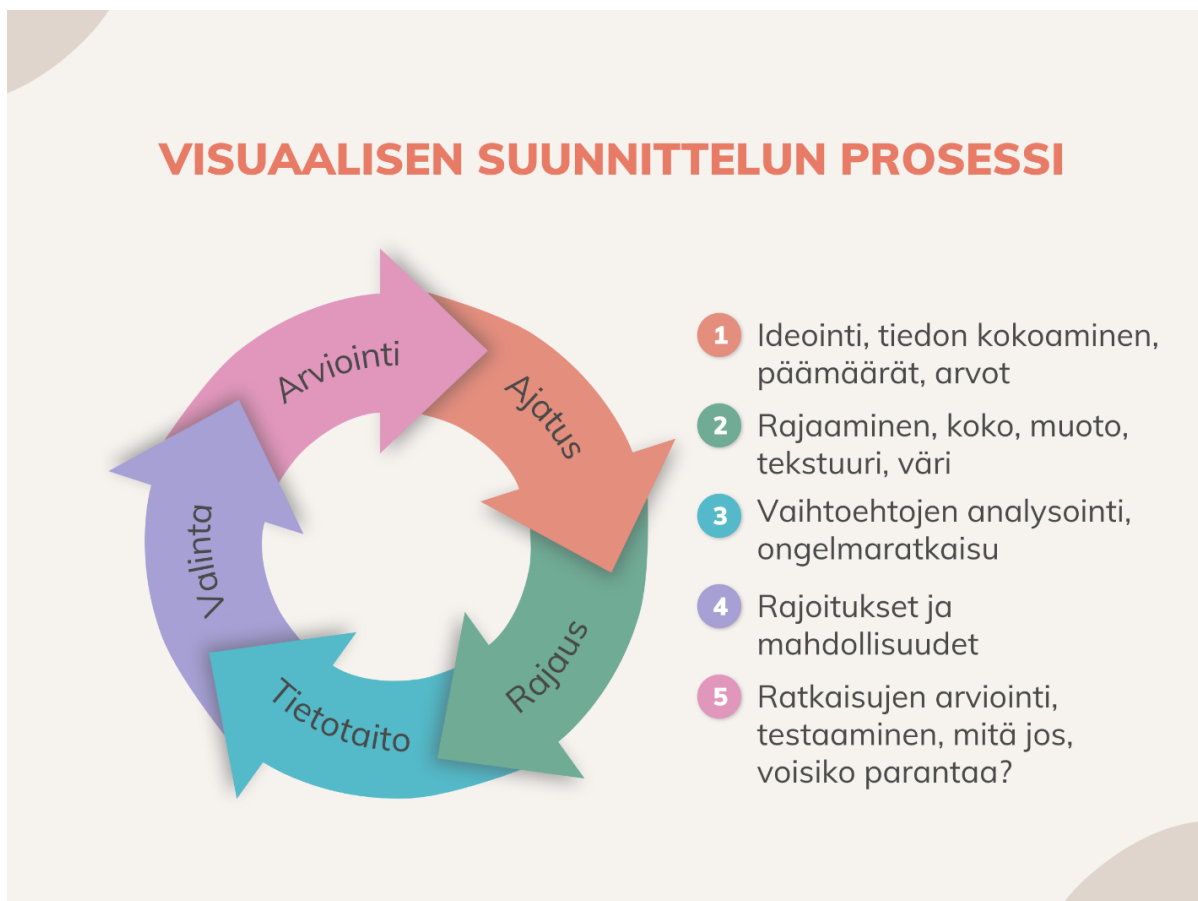 VISUAALISEN SUUNNITTELUN PROSESSI
Arviointi
Ajatus
Rajaus
Tietotaito
Valinta
1 Ideointi, tiedon kokoaminen,
päämäärät, arvot
2 Rajaaminen, koko, muoto,
tekstuuri, väri
3 Vaihtoehtojen analysointi,
ongelmaratkaisu
4 Rajoitukset ja
mahdollisuudet
5 Ratkaisujen arviointi,
testaaminen, mitä jos,
voisiko parantaa?